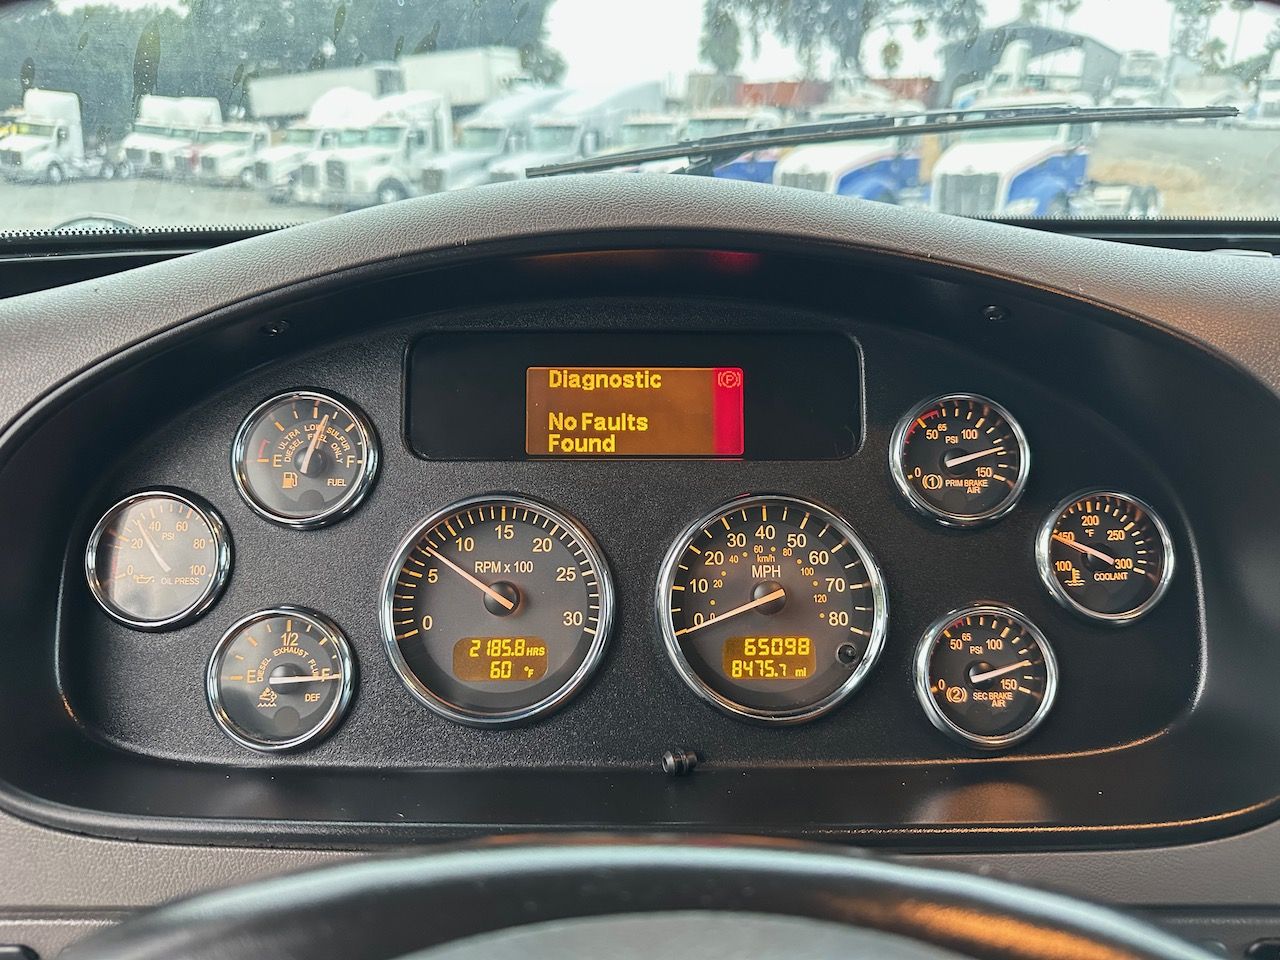 Diagnostic
(P)
No Faults
Found
ULTRA LOW SULFUR
DIESEL FUEL ONLY
E
F
FUEL
0
20
40
60
80
100
PSI
OIL PRESS
1/2
DIESEL EXHAUST FLUID
E
F
DEF
0
5
10
15
20
25
30
RPM x 100
2185.8 HRS
60 °F
0
10
20
30
40
50
60
70
80
0
20
40
60
80
100
120
km/h
MPH
65098
8475.7 mi
0
50
65
100
150
PSI
(1)
PRIM BRAKE
AIR
100
150
200
250
300
°F
COOLANT
0
50
65
100
150
PSI
(2)
SEC BRAKE
AIR